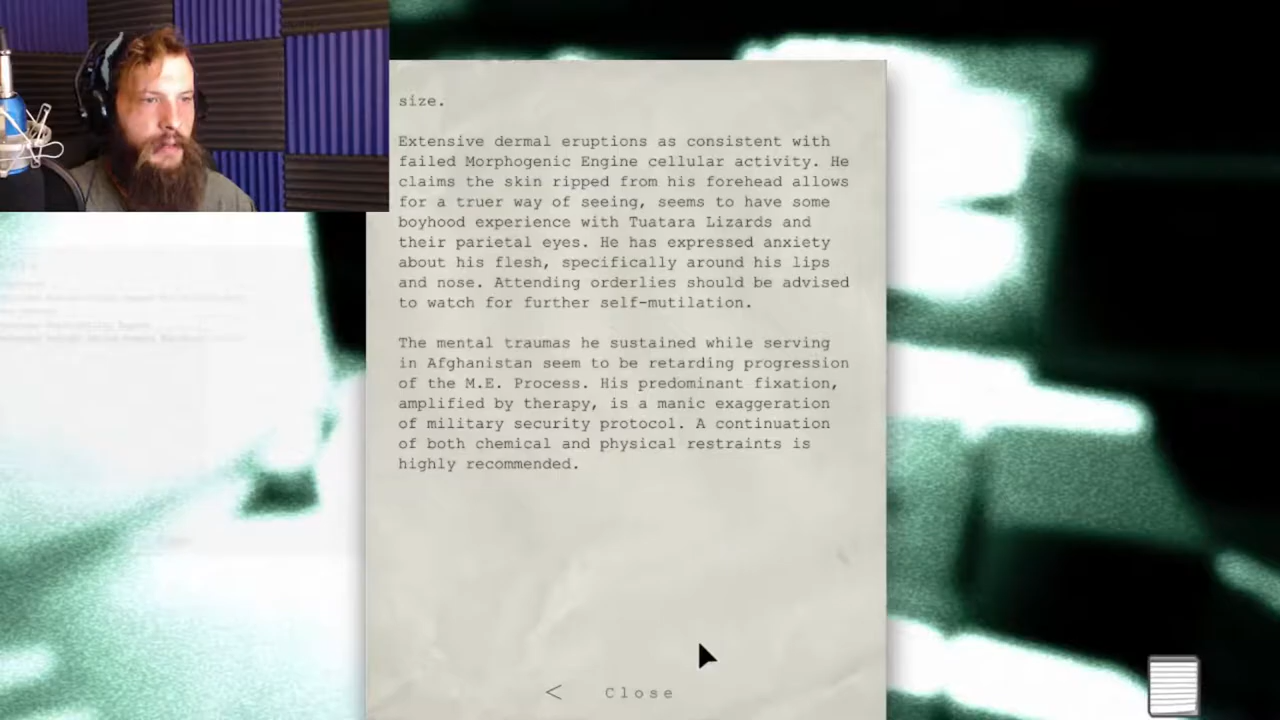 size.
Extensive dermal eruptions as consistent with
failed Morphogenic Engine cellular activity. He
claims the skin ripped from his forehead allows
for a truer way of seeing, seems to have some
boyhood experience with Tuatara Lizards and
their parietal eyes. He has expressed anxiety
about his flesh, specifically around his lips
and nose. Attending orderlies should be advised
to watch for further self-mutilation.
The mental traumas he sustained while serving
in Afghanistan seem to be retarding progression
of the M.E. Process. His predominant fixation,
amplified by therapy, is a manic exaggeration
of military security protocol. A continuation
of both chemical and physical restraints is
highly recommended.
< Close